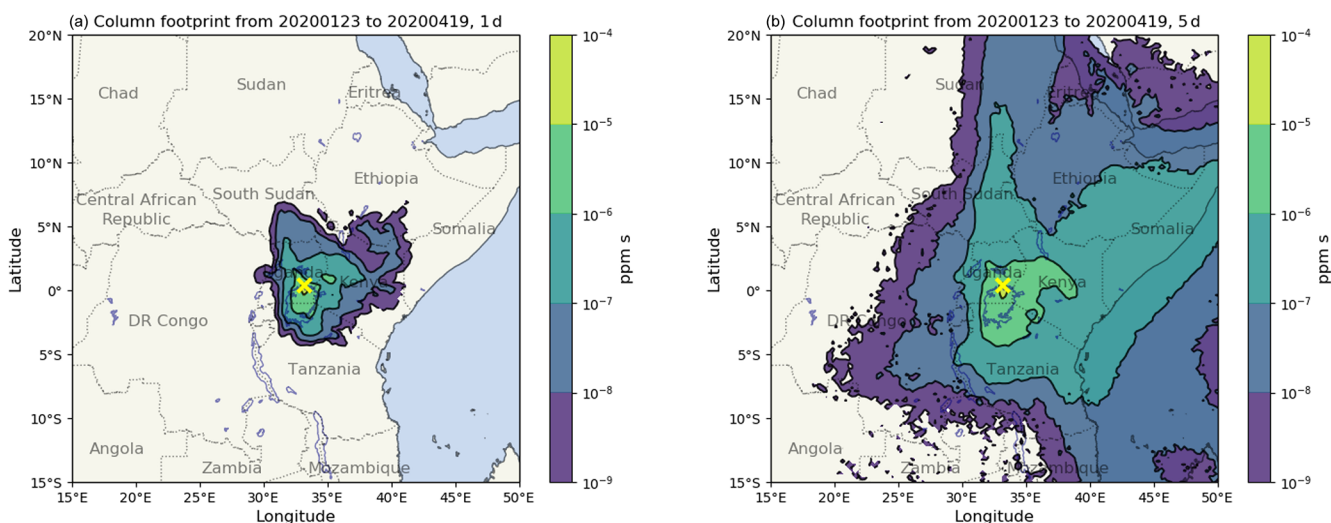 (a) Column footprint from 20200123 to 20200419, 1 d
20°N
15°N
10°N
5°N
0°
5°S
10°S
15°S
Latitude
15°E
20°E
25°E
30°E
35°E
40°E
45°E
50°E
Longitude
Chad
Sudan
Eritrea
Central African
Republic
South Sudan
Ethiopia
Somalia
Uganda
Kenya
DR Congo
Tanzania
Angola
Zambia
Mozambique
10⁻⁴
10⁻⁵
10⁻⁶
10⁻⁷
10⁻⁸
10⁻⁹
ppm s
(b) Column footprint from 20200123 to 20200419, 5 d
20°N
15°N
10°N
5°N
0°
5°S
10°S
15°S
Latitude
15°E
20°E
25°E
30°E
35°E
40°E
45°E
50°E
Longitude
Chad
Sudan
Eritrea
Central African
Republic
South Sudan
Ethiopia
Somalia
Uganda
Kenya
DR Congo
Tanzania
Angola
Zambia
Mozambique
10⁻⁴
10⁻⁵
10⁻⁶
10⁻⁷
10⁻⁸
10⁻⁹
ppm s